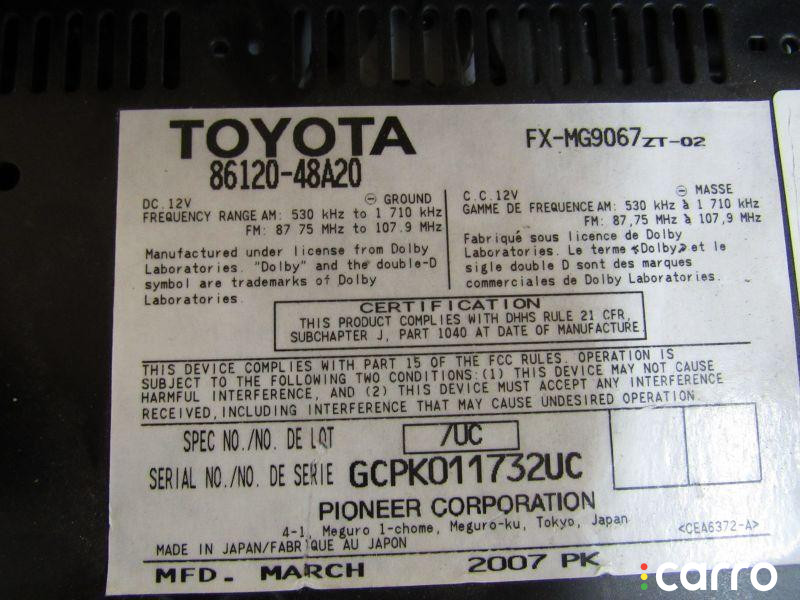 TOYOTA
86120-48A20
FX-MG9067ZT-02
DC. 12V ⊖ GROUND
FREQUENCY RANGE AM: 530 kHz to 1 710 kHz
FM: 87 75 MHz to 107.9 MHz
Manufactured under license from Dolby
Laboratories. "Dolby" and the double-D
symbol are trademarks of Dolby
Laboratories.
C.C. 12V ⊖ MASSE
GAMME DE FREQUENCE AM: 530 kHz à 1 710 kHz
FM: 87,75 MHz à 107,9 MHz
Fabriqué sous licence de Dolby
Laboratories. Le terme «Dolby» et le
sigle double D sont des marques
commerciales de Dolby Laboratories.
CERTIFICATION
THIS PRODUCT COMPLIES WITH DHHS RULE 21 CFR,
SUBCHAPTER J, PART 1040 AT DATE OF MANUFACTURE
THIS DEVICE COMPLIES WITH PART 15 OF THE FCC RULES. OPERATION IS
SUBJECT TO THE FOLLOWING TWO CONDITIONS:(1) THIS DEVICE MAY NOT CAUSE
HARMFUL INTERFERENCE, AND (2) THIS DEVICE MUST ACCEPT ANY INTERFERENCE
RECEIVED,INCLUDING INTERFERENCE THAT MAY CAUSE UNDESIRED OPERATION.
SPEC NO./NO. DE LOT /UC
SERIAL NO./NO. DE SERIE GCPK011732UC
PIONEER CORPORATION
4-1, Meguro 1-chome, Meguro-ku, Tokyo, Japan
<CEA6372-A>
MADE IN JAPAN/FABRIQUE AU JAPON
MFD. MARCH 2007 PK
carro